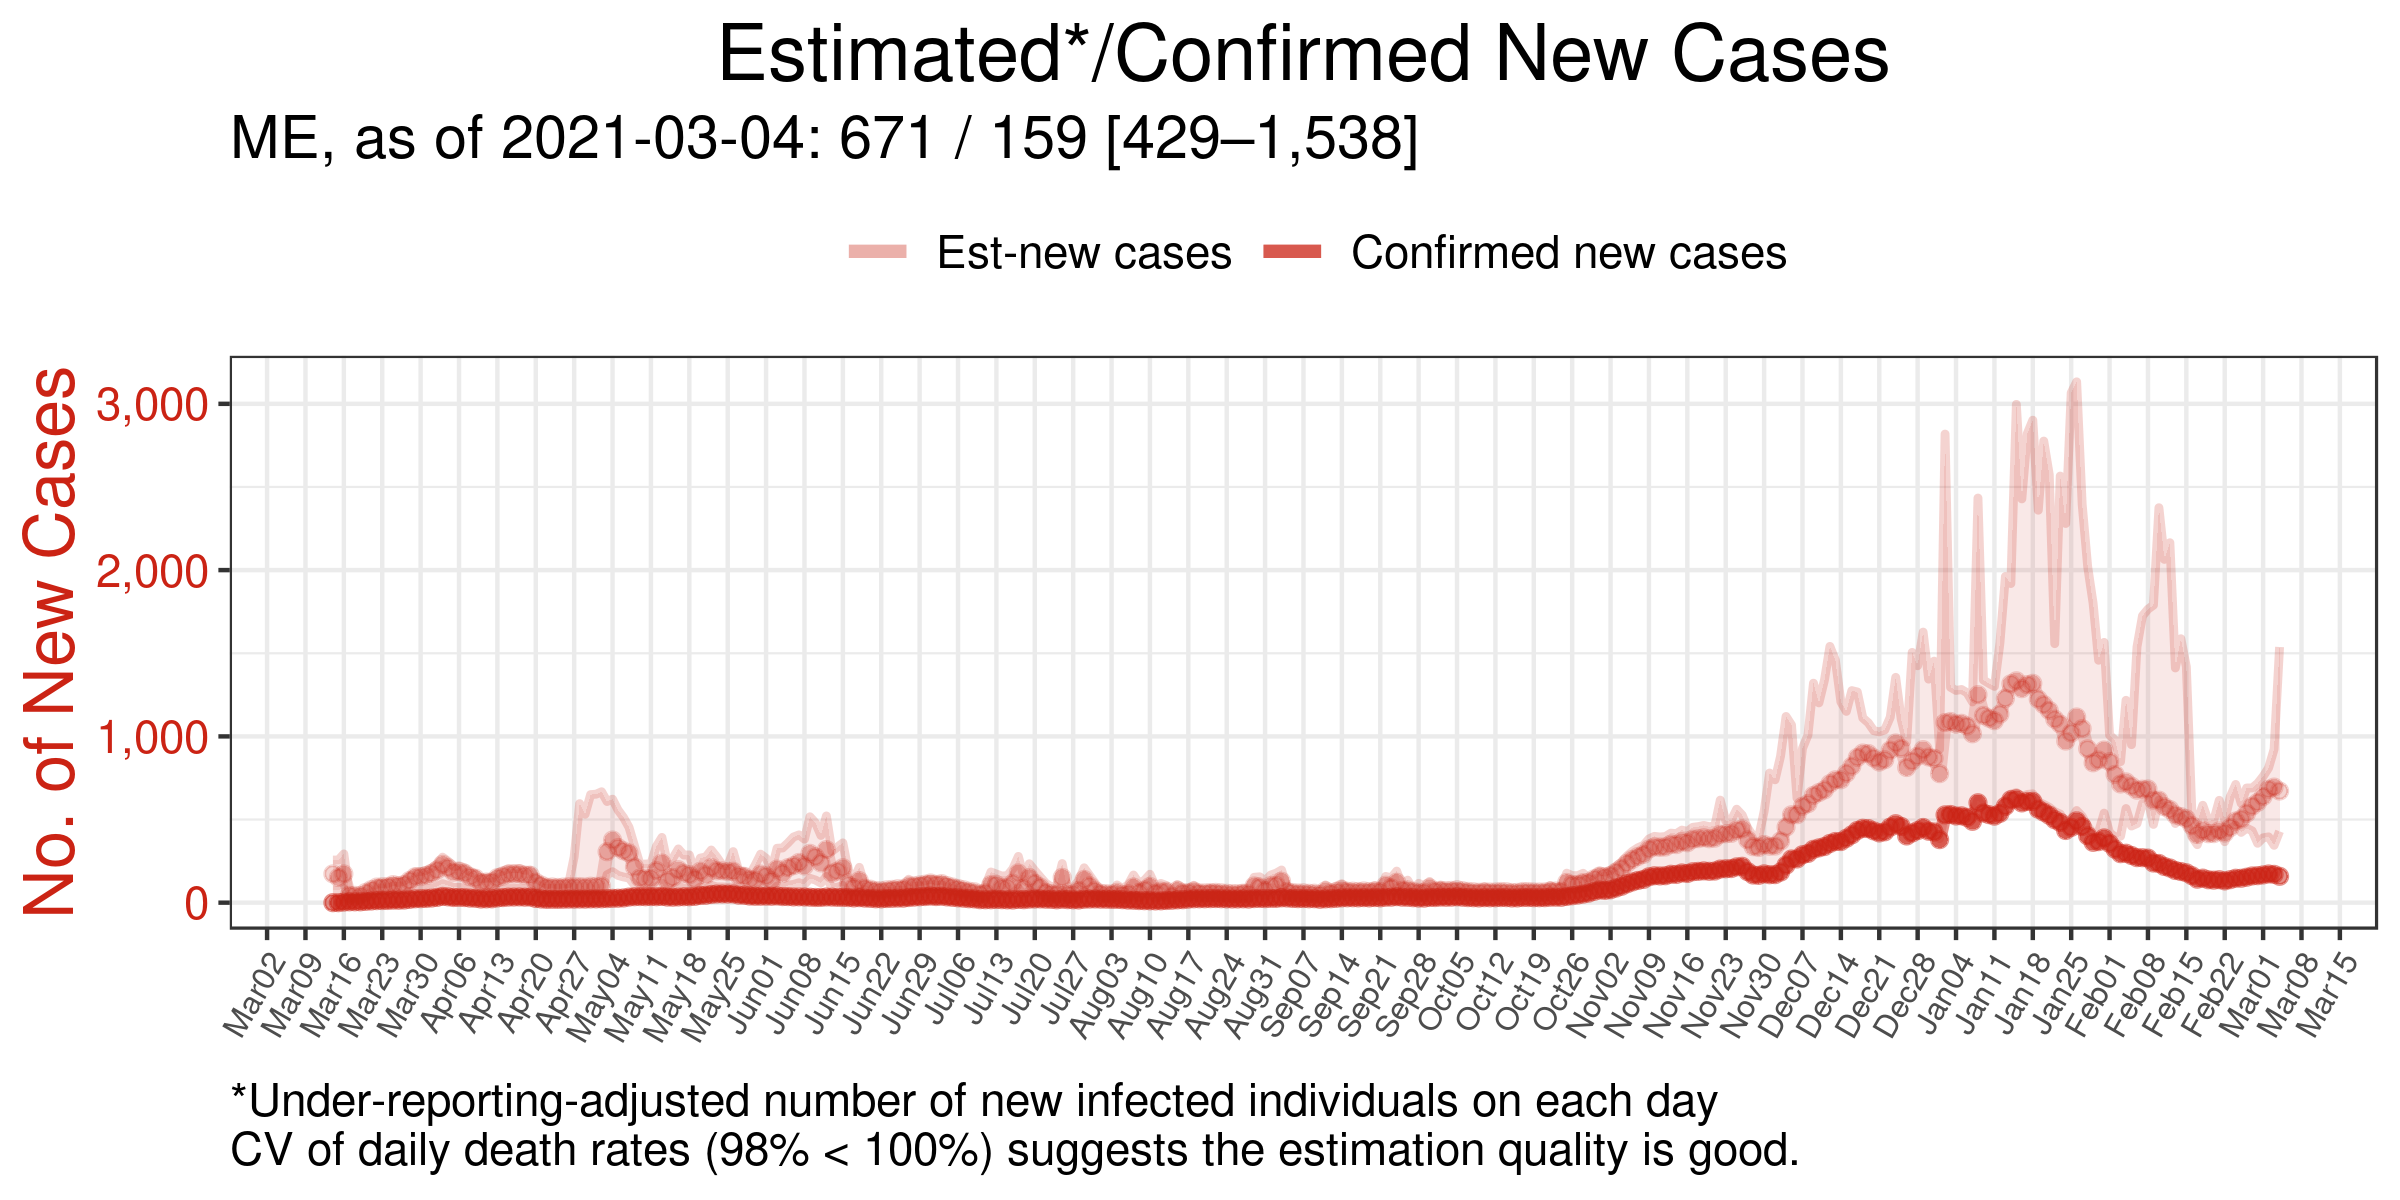 Estimated*/Confirmed New Cases
ME, as of 2021-03-04: 671 / 159 [429–1,538]
Est-new cases Confirmed new cases
No. of New Cases
3,000
2,000
1,000
0
Mar02 Mar09 Mar16 Mar23 Mar30 Apr06 Apr13 Apr20 Apr27 May04 May11 May18 May25 Jun01 Jun08 Jun15 Jun22 Jun29 Jul06 Jul13 Jul20 Jul27 Aug03 Aug10 Aug17 Aug24 Aug31 Sep07 Sep14 Sep21 Sep28 Oct05 Oct12 Oct19 Oct26 Nov02 Nov09 Nov16 Nov23 Nov30 Dec07 Dec14 Dec21 Dec28 Jan04 Jan11 Jan18 Jan25 Feb01 Feb08 Feb15 Feb22 Mar01 Mar08 Mar15
*Under-reporting-adjusted number of new infected individuals on each day
CV of daily death rates (98% < 100%) suggests the estimation quality is good.